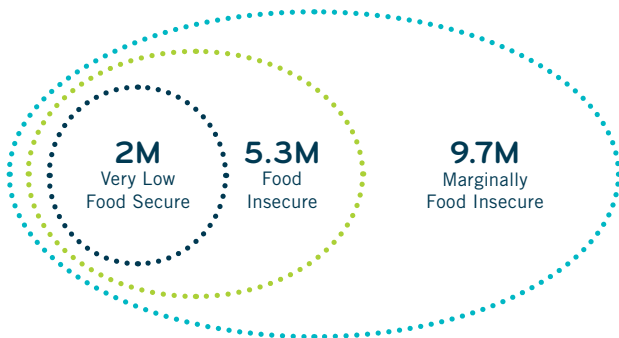 2M
Very Low
Food Secure
5.3M
Food
Insecure
9.7M
Marginally
Food Insecure